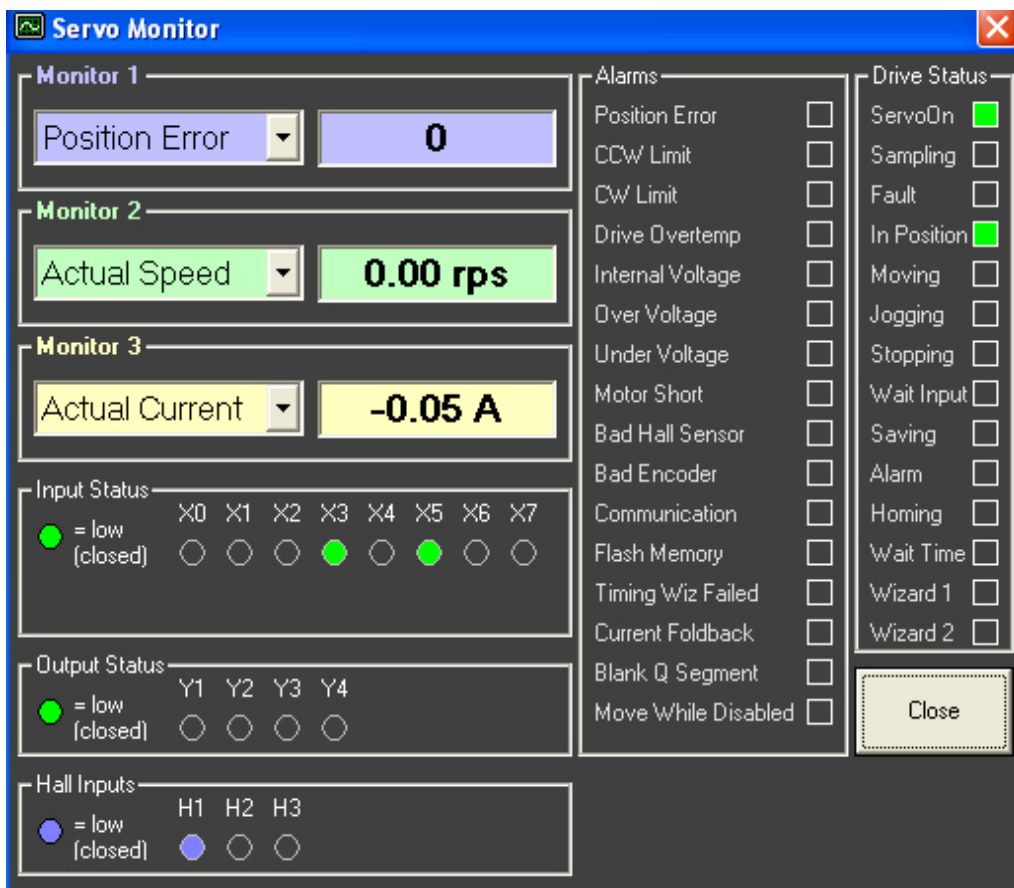 Servo Monitor
Monitor 1
Position Error
0
Monitor 2
Actual Speed
0.00 rps
Monitor 3
Actual Current
-0.05 A
Input Status
X0 X1 X2 X3 X4 X5 X6 X7
= low
(closed)
Output Status
Y1 Y2 Y3 Y4
= low
(closed)
Hall Inputs
H1 H2 H3
= low
(closed)
Alarms
Position Error
CCW Limit
CW Limit
Drive Overtemp
Internal Voltage
Over Voltage
Under Voltage
Motor Short
Bad Hall Sensor
Bad Encoder
Communication
Flash Memory
Timing Wiz Failed
Current Foldback
Blank Q Segment
Move While Disabled
Drive Status
ServoOn
Sampling
Fault
In Position
Moving
Jogging
Stopping
Wait Input
Saving
Alarm
Homing
Wait Time
Wizard 1
Wizard 2
Close